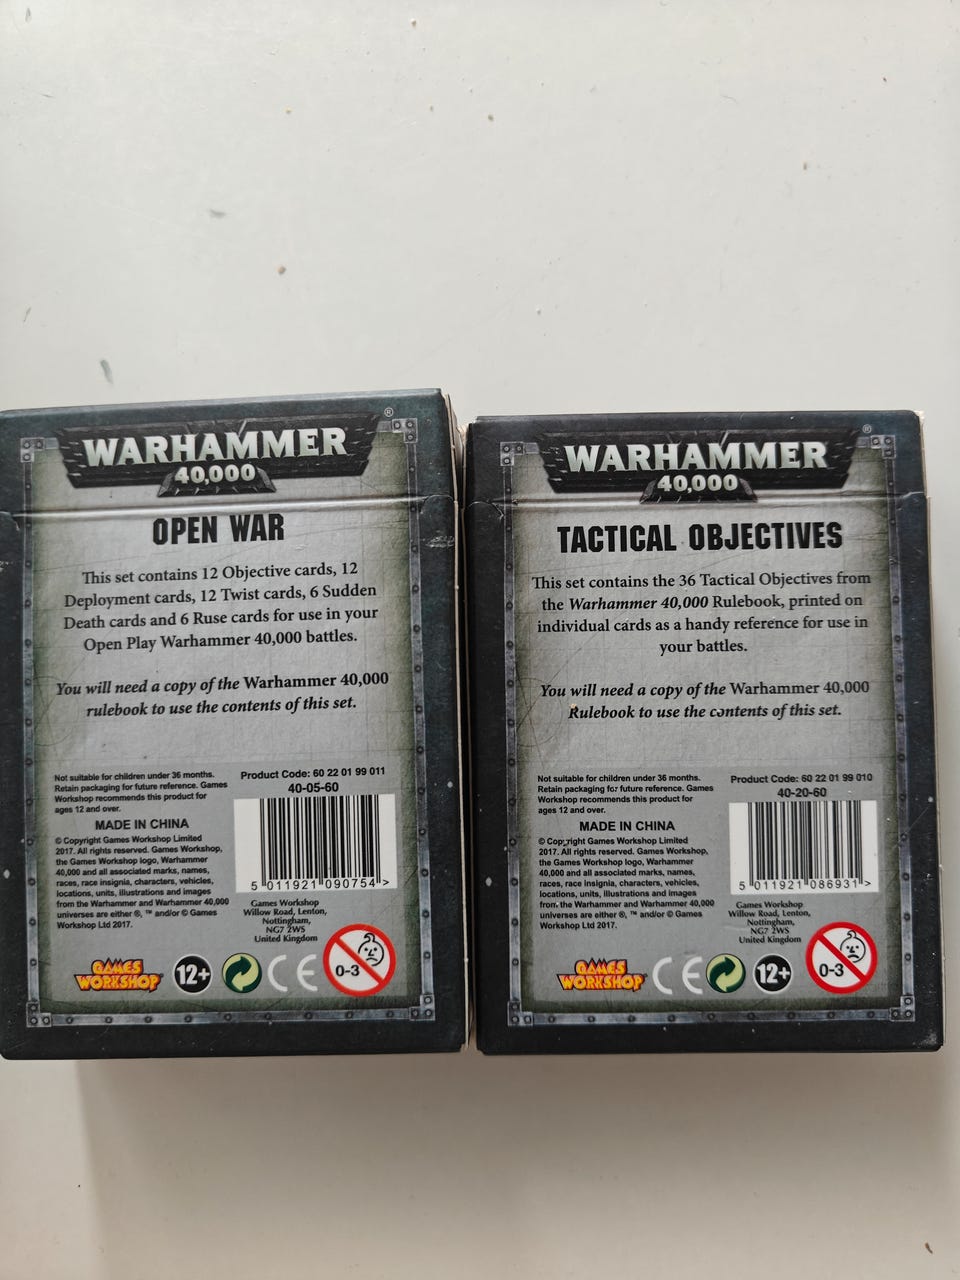 WARHAMMER®
40,000
OPEN WAR
This set contains 12 Objective cards, 12
Deployment cards, 12 Twist cards, 6 Sudden
Death cards and 6 Ruse cards for use in your
Open Play Warhammer 40,000 battles.
You will need a copy of the Warhammer 40,000
rulebook to use the contents of this set.
Not suitable for children under 36 months.
Retain packaging for future reference. Games
Workshop recommends this product for
ages 12 and over.
MADE IN CHINA
© Copyright Games Workshop Limited
2017. All rights reserved. Games Workshop,
the Games Workshop logo, Warhammer
40,000 and all associated marks, names,
races, race insignia, characters, vehicles,
locations, units, illustrations and images
from the Warhammer and Warhammer 40,000
universes are either ®, ™ and/or © Games
Workshop Ltd 2017.
Product Code: 60 22 01 99 011
40-05-60
5 011921 090754 >
Games Workshop
Willow Road, Lenton,
Nottingham,
NG7 2WS
United Kingdom
GAMES
WORKSHOP
12+
CE
0-3
WARHAMMER®
40,000
TACTICAL OBJECTIVES
This set contains the 36 Tactical Objectives from
the Warhammer 40,000 Rulebook, printed on
individual cards as a handy reference for use in
your battles.
You will need a copy of the Warhammer 40,000
Rulebook to use the contents of this set.
Not suitable for children under 36 months.
Retain packaging for future reference. Games
Workshop recommends this product for
ages 12 and over.
MADE IN CHINA
© Copyright Games Workshop Limited
2017. All rights reserved. Games Workshop,
the Games Workshop logo, Warhammer
40,000 and all associated marks, names,
races, race insignia, characters, vehicles,
locations, units, illustrations and images
from the Warhammer and Warhammer 40,000
universes are either ®, ™ and/or © Games
Workshop Ltd 2017.
Product Code: 60 22 01 99 010
40-20-60
5 011921 086931 >
Games Workshop
Willow Road, Lenton,
Nottingham,
NG7 2WS
United Kingdom
GAMES
WORKSHOP
CE
12+
0-3